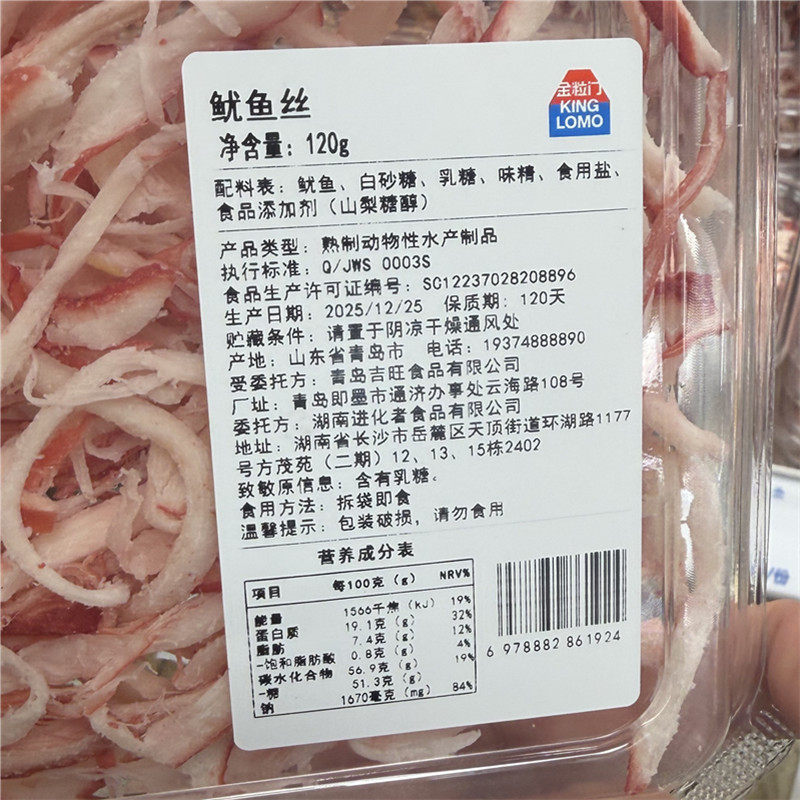 鱿鱼丝
净含量：120g
全粒门
KING
LOMO
配料表：鱿鱼、白砂糖、乳糖、味精、食用盐、
食品添加剂（山梨糖醇）
产品类型：熟制动物性水产制品
执行标准：Q/JWS 0003S
食品生产许可证编号：SC12237028208896
生产日期：2025/12/25 保质期：120天
贮藏条件：请置于阴凉干燥通风处
产地：山东省青岛市 电话：19374888890
受委托方：青岛吉旺食品有限公司
厂址：青岛即墨市通济办事处云海路108号
委托方：湖南进化者食品有限公司
地址：湖南省长沙市岳麓区天顶街道环湖路1177
号方茂苑（二期）12、13、15栋2402
致敏原信息：含有乳糖。
食用方法：拆袋即食
温馨提示：包装破损，请勿食用
营养成分表
项目 每100克（g） NRV%
能量 1566千焦（KJ） 19%
蛋白质 19.1克（g） 32%
脂肪 7.4克（g） 12%
-饱和脂肪酸 0.8克（g） 4%
碳水化合物 56.9克（g） 19%
-糖 51.3克（g）
钠 1670毫克（mg） 84%
6 978882 861924
/份